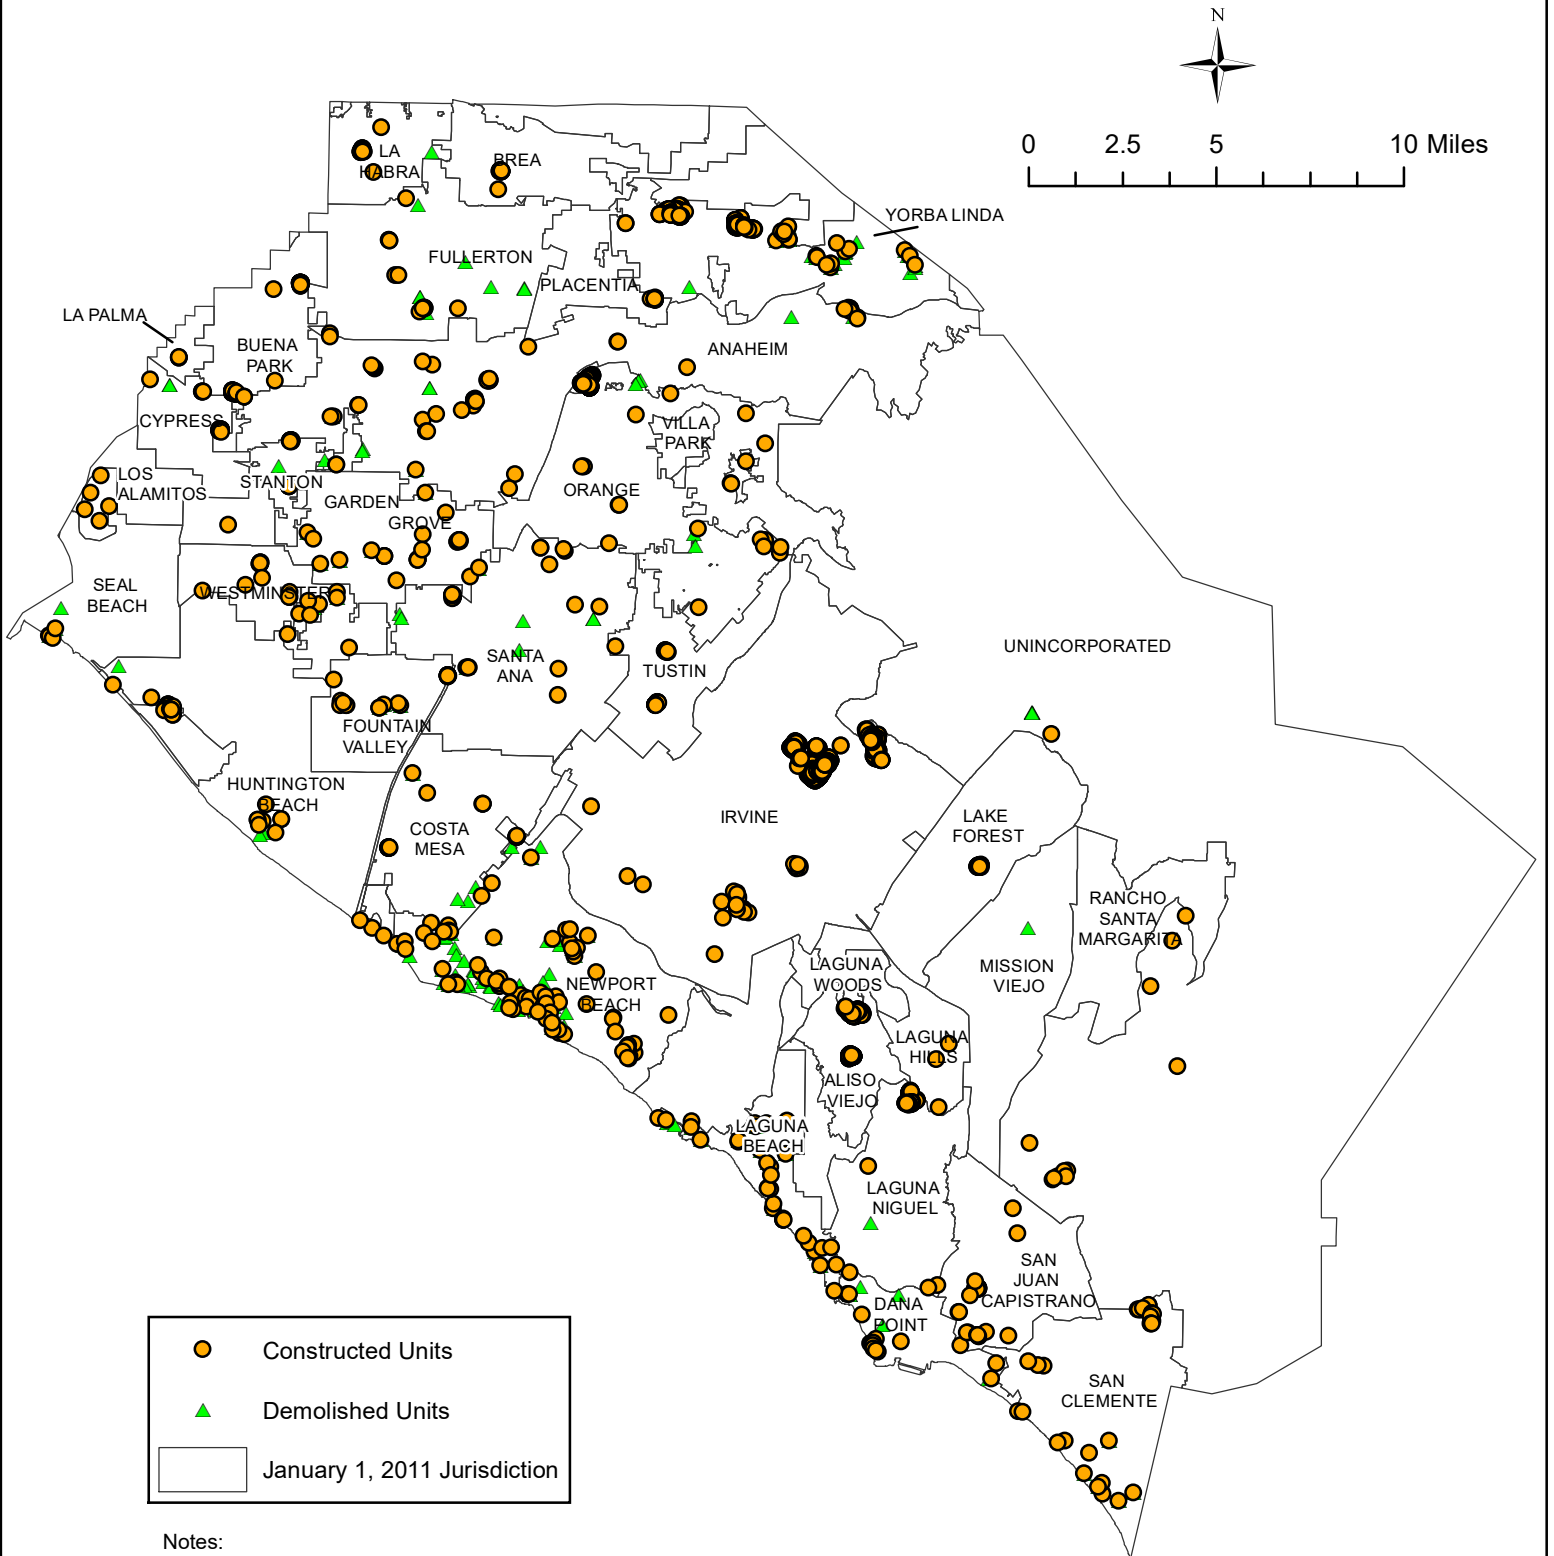 N
0 2.5 5 10 Miles
LA
HABRA
BREA
YORBA LINDA
FULLERTON
PLACENTIA
LA PALMA
BUENA
PARK
ANAHEIM
CYPRESS
VILLA
PARK
LOS
ALAMITOS
STANTON
GARDEN
GROVE
ORANGE
SEAL
BEACH
WESTMINSTER
UNINCORPORATED
SANTA
ANA
TUSTIN
FOUNTAIN
VALLEY
HUNTINGTON
BEACH
COSTA
MESA
IRVINE
LAKE
FOREST
RANCHO
SANTA
MARGARITA
LAGUNA
WOODS
MISSION
VIEJO
NEWPORT
BEACH
LAGUNA
HILLS
ALISO
VIEJO
LAGUNA
BEACH
LAGUNA
NIGUEL
SAN
JUAN
CAPISTRANO
DANA
POINT
SAN
CLEMENTE
Constructed Units
Demolished Units
January 1, 2011 Jurisdiction
Notes: